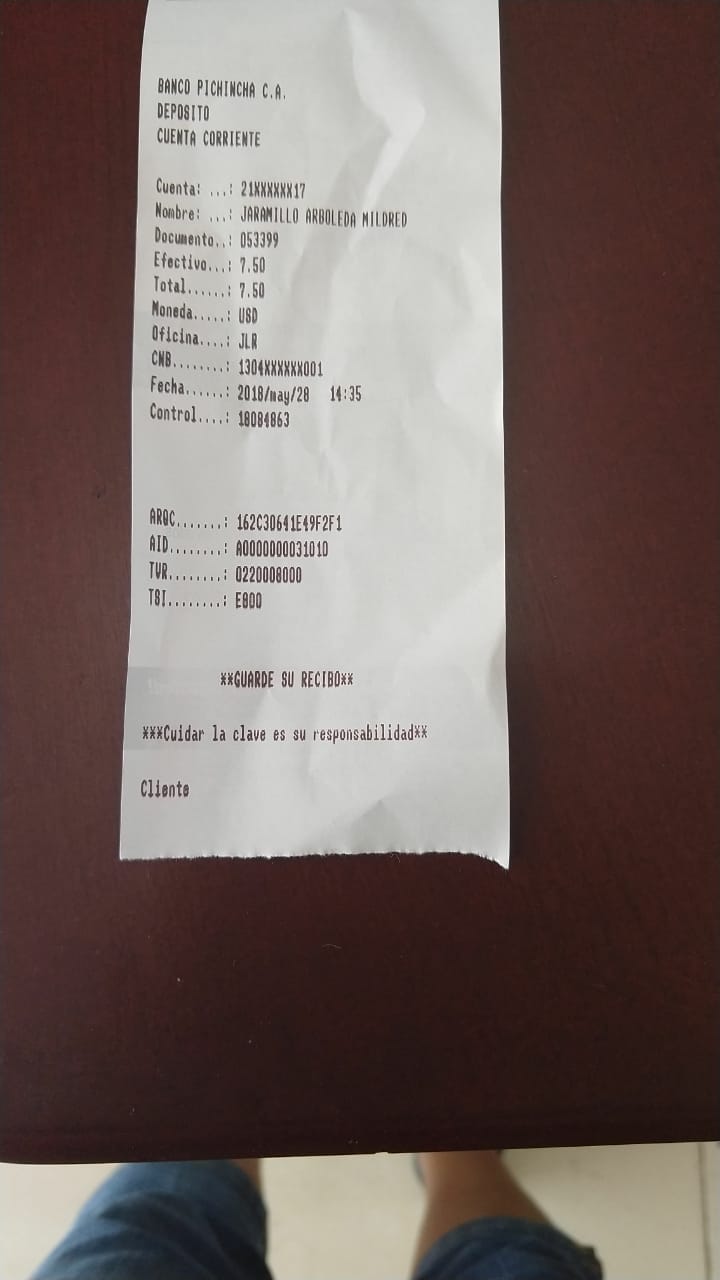 BANCO PICHINCHA C.A.
DEPOSITO
CUENTA CORRIENTE
Cuenta: ...: 21XXXXXX17
Nombre: ...: JARAMILLO ARBOLEDA MILDRED
Documento..: 053399
Efectivo...: 7.50
Total......: 7.50
Moneda.....: USD
Oficina....: JLR
CNB........: 1304XXXXXX001
Fecha......: 2018/may/28 14:35
Control....: 18084863
ARQC.......: 162C30641E49F2F1
AID........: A0000000031010
TVR........: 0220008000
TSI........: E800
**GUARDE SU RECIBO**
***Cuidar la clave es su responsabilidad**
Cliente